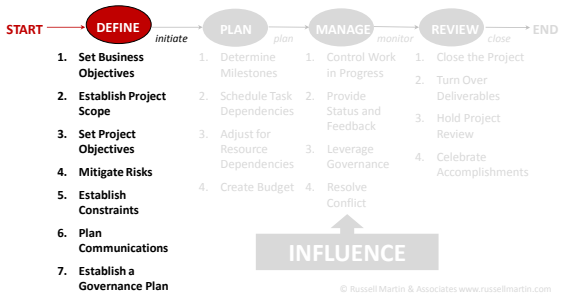 START
DEFINE
initiate
PLAN
plan
MANAGE
monitor
REVIEW
close
END
1. Set Business
Objectives
2. Establish Project
Scope
3. Set Project
Objectives
4. Mitigate Risks
5. Establish
Constraints
6. Plan
Communications
7. Establish a
Governance Plan
1. Determine
Milestones
2. Schedule Task
Dependencies
3. Adjust for
Resource
Dependencies
4. Create Budget
1. Control Work
in Progress
2. Provide
Status and
Feedback
3. Leverage
Governance
4. Resolve
Conflict
1. Close the Project
2. Turn Over
Deliverables
3. Hold Project
Review
4. Celebrate
Accomplishments
INFLUENCE
© Russell Martin & Associates www.russellmartin.com